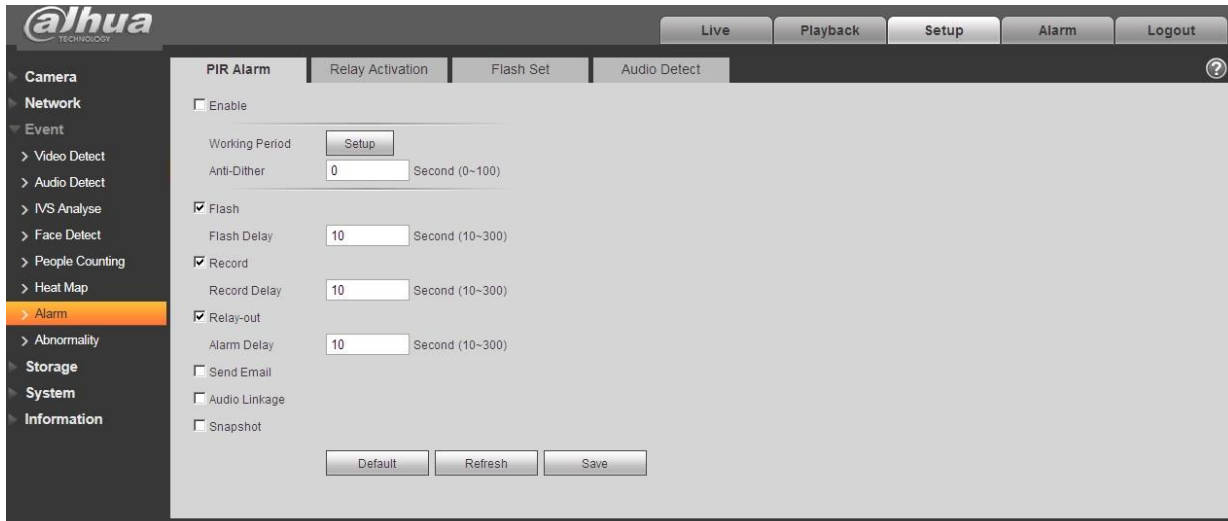 alhua
TECHNOLOGY
Live
Playback
Setup
Alarm
Logout
Camera
Network
Event
> Video Detect
> Audio Detect
> IVS Analyse
> Face Detect
> People Counting
> Heat Map
> Alarm
> Abnormality
Storage
System
Information
PIR Alarm
Relay Activation
Flash Set
Audio Detect
?
Enable
Working Period Setup
Anti-Dither 0 Second (0~100)
Flash
Flash Delay 10 Second (10~300)
Record
Record Delay 10 Second (10~300)
Relay-out
Alarm Delay 10 Second (10~300)
Send Email
Audio Linkage
Snapshot
Default Refresh Save